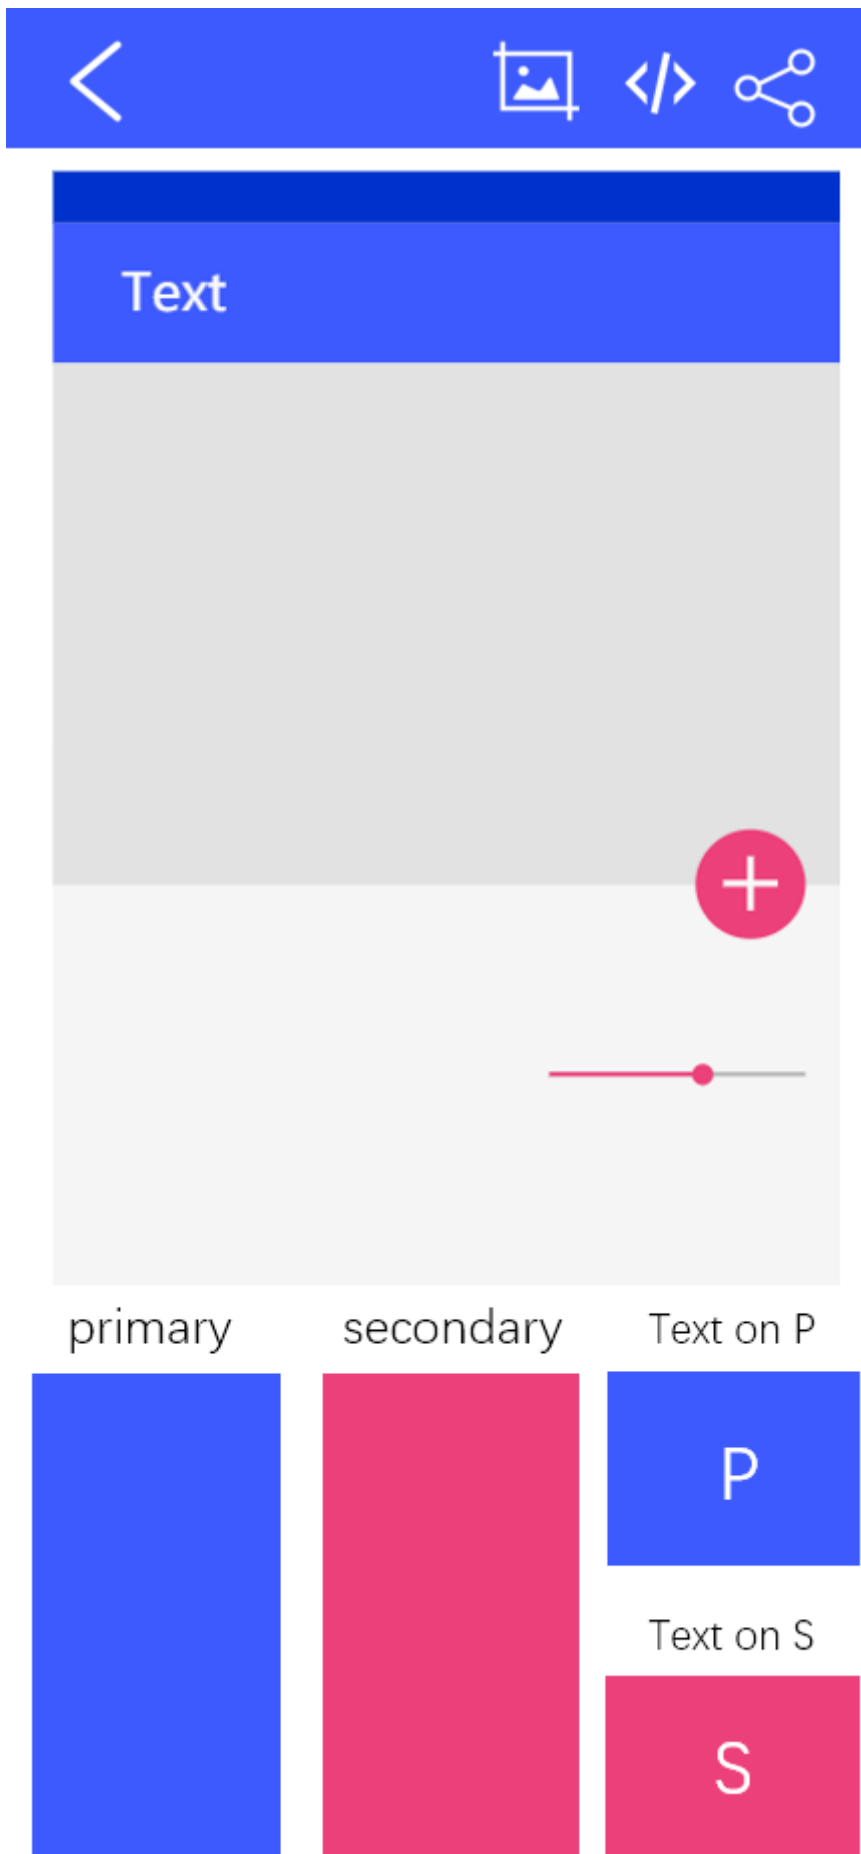 Text
primary
secondary
Text on P
P
Text on S
S